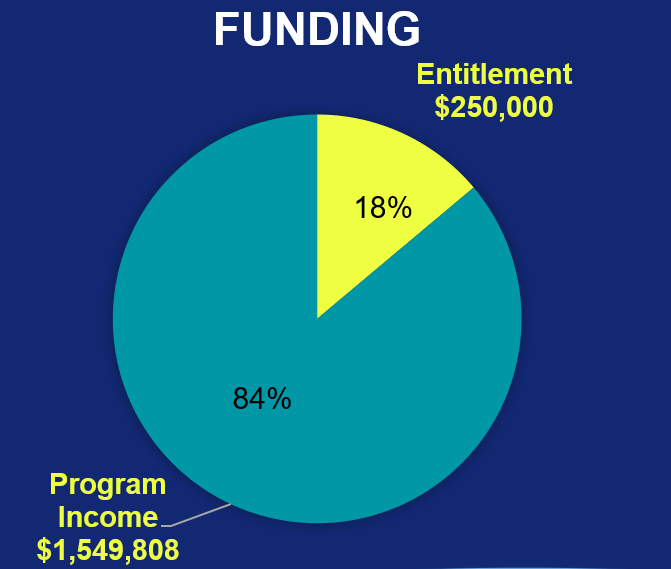 FUNDING
Entitlement
$250,000
18%
84%
Program
Income
$1,549,808